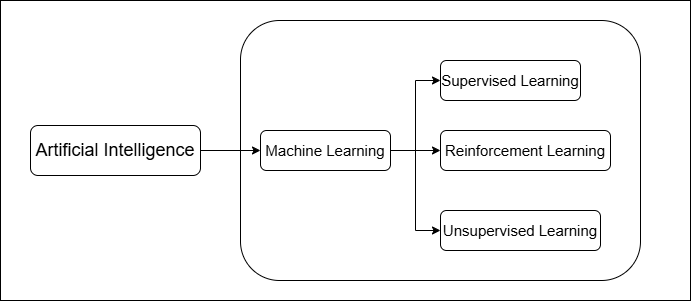 Artificial Intelligence
Machine Learning
Supervised Learning
Reinforcement Learning
Unsupervised Learning